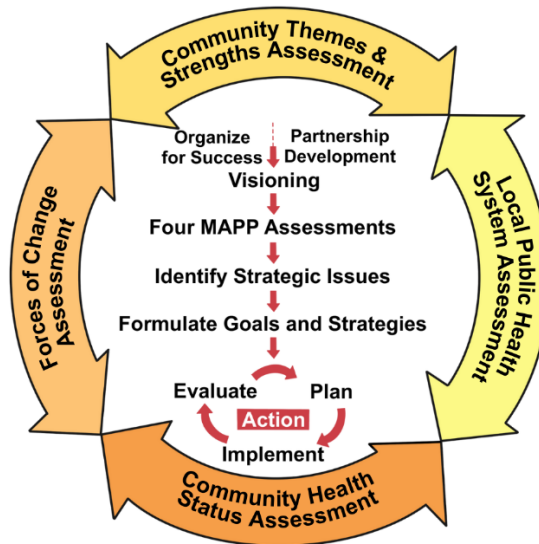 Community Themes &
Strengths Assessment
Organize
for Success
Partnership
Development
Visioning
Four MAPP Assessments
Identify Strategic Issues
Formulate Goals and Strategies
Evaluate
Plan
Action
Implement
Forces of Change
Assessment
Local Public Health
System Assessment
Community Health
Status Assessment